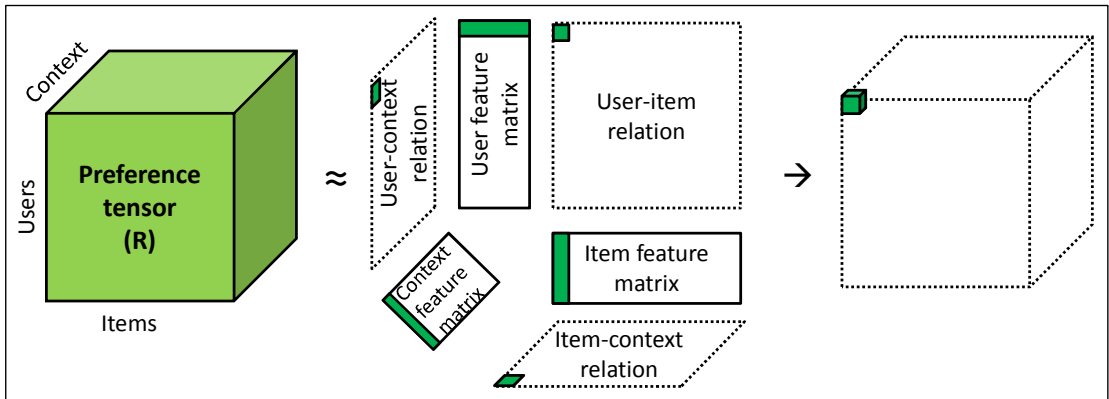 Context
Users
Preference
tensor
(R)
Items
≈
User-context
relation
User feature
matrix
User-item
relation
Context
feature
matrix
Item feature
matrix
Item-context
relation
→